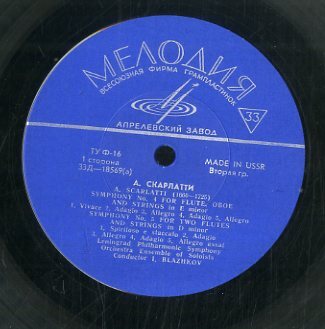 МЕЛОДИЯ
ВСЕСОЮЗНАЯ ФИРМА ГРАМПЛАСТИНОК
33
АПРЕЛЕВСКИЙ ЗАВОД
ТУ Ф-16
MADE IN USSR
1 сторона
Вторая гр.
33Д—18569(а)
А. СКАРЛАТТИ
A. SCARLATTI (1660—1725)
SYMPHONY No. 4 FOR FLUTE, OBOE
AND STRINGS in E minor
1. Vivace 2. Adagio 3. Allegro 4. Adagio 5. Allegro
SYMPHONY No. 5 FOR TWO FLUTES
AND STRINGS in D minor
1. Spiritoso e staccato 2. Adagio
3. Allegro 4. Adagio 5. Allegro assai
Leningrad Philharmonic Symphony
Orchestra Ensemble of Soloists
Conductor I. BLAZHKOV